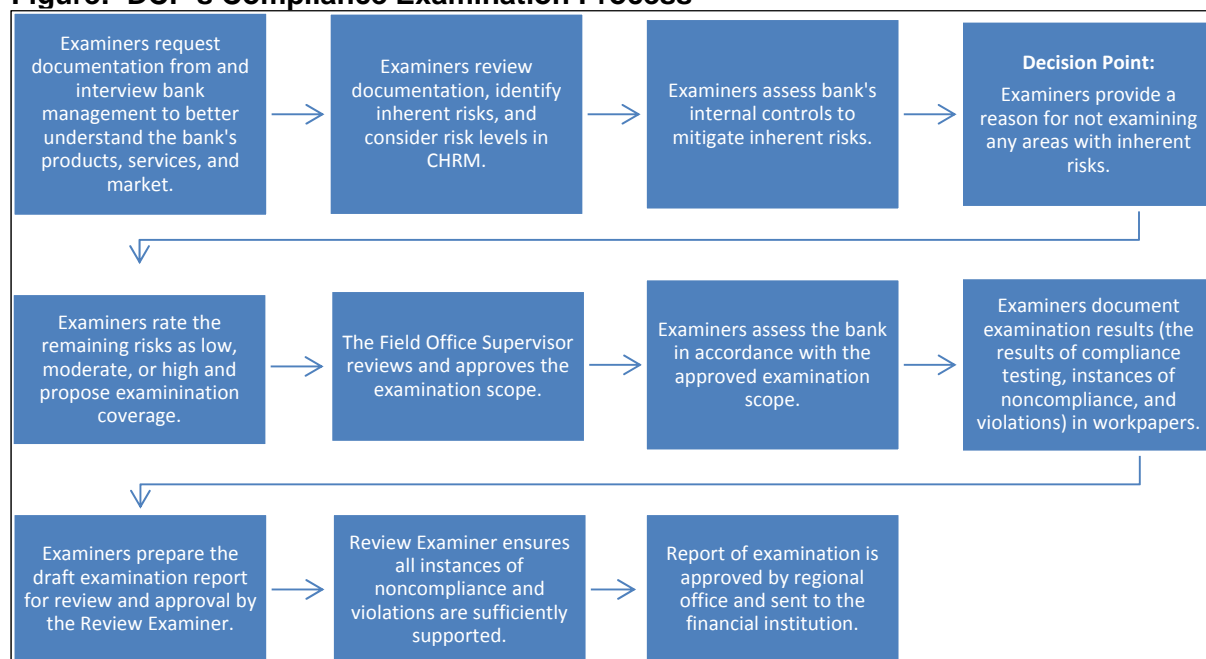 Figure: DCP's Compliance Examination Process
Examiners request
documentation from and
interview bank
management to better
understand the bank's
products, services, and
market.
Examiners review
documentation, identify
inherent risks, and
consider risk levels in
CHRM.
Examiners assess bank's
internal controls to
mitigate inherent risks.
Decision Point:
Examiners provide a
reason for not examining
any areas with inherent
risks.
Examiners rate the
remaining risks as low,
moderate, or high and
propose examinination
coverage.
The Field Office Supervisor
reviews and approves the
examination scope.
Examiners assess the bank
in accordance with the
approved examination
scope.
Examiners document
examination results (the
results of compliance
testing, instances of
noncompliance, and
violations) in workpapers.
Examiners prepare the
draft examination report
for review and approval by
the Review Examiner.
Review Examiner ensures
all instances of
noncompliance and
violations are sufficiently
supported.
Report of examination is
approved by regional
office and sent to the
financial institution.